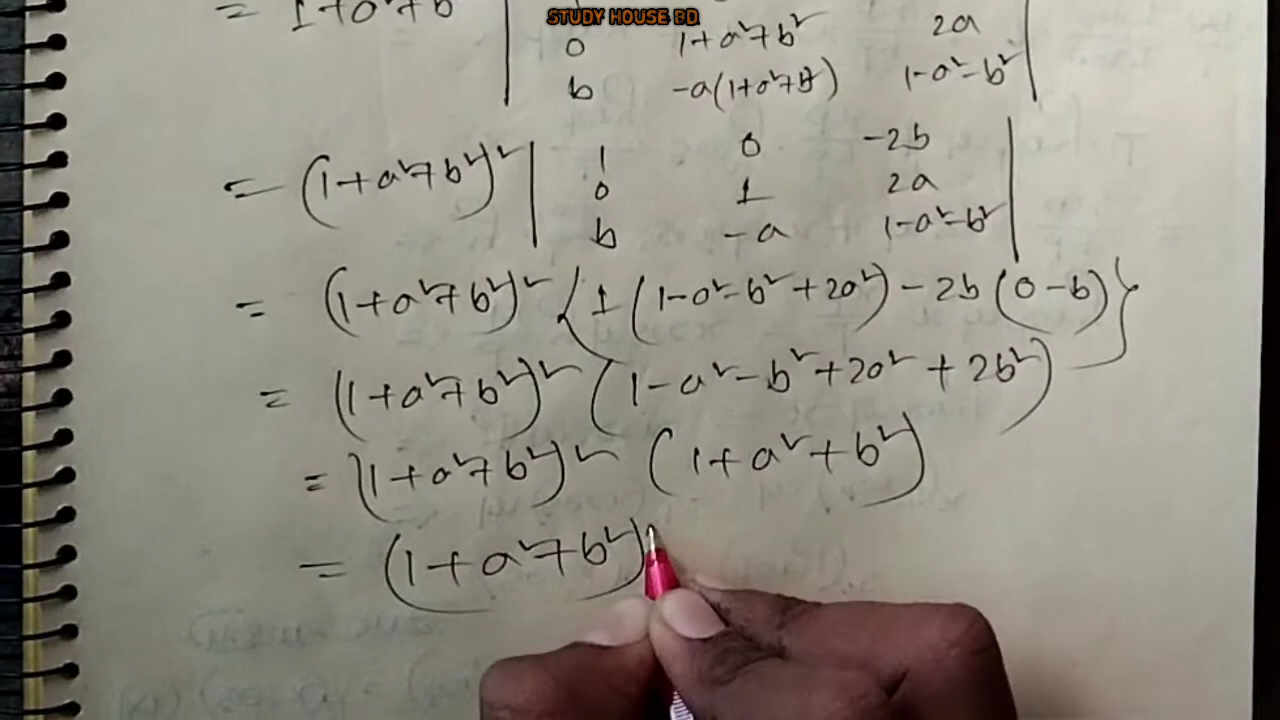 STUDY HOUSE BD
= 1+a²+b² |
0 1+a²+b² 2a
b -a(1+a²+b²) 1-a²-b² |
= (1+a²+b²)² | 1 0 -2b
0 1 2a
b -a 1-a²-b² |
= (1+a²+b²)² { 1 (1-a²-b²+2a²) - 2b (0-b) }
= (1+a²+b²)² (1-a²-b²+2a²+2b²)
= (1+a²+b²)² (1+a²+b²)
= (1+a²+b²)